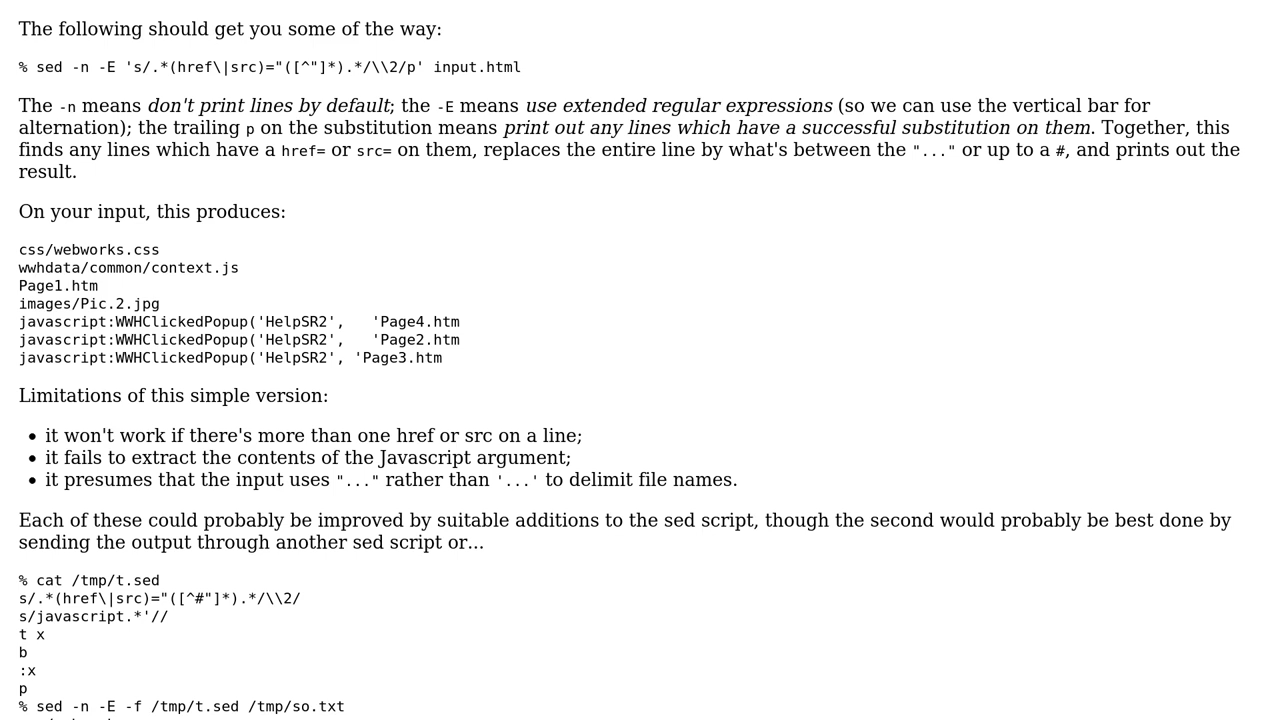 The following should get you some of the way:
% sed -n -E 's/.*(href\|src)="([^"]*).*/\\2/p' input.html
The -n means don't print lines by default; the -E means use extended regular expressions (so we can use the vertical bar for
alternation); the trailing p on the substitution means print out any lines which have a successful substitution on them. Together, this
finds any lines which have a href= or src= on them, replaces the entire line by what's between the "..." or up to a #, and prints out the
result.
On your input, this produces:
css/webworks.css
wwhdata/common/context.js
Page1.htm
images/Pic.2.jpg
javascript:WWHClickedPopup('HelpSR2',   'Page4.htm
javascript:WWHClickedPopup('HelpSR2',   'Page2.htm
javascript:WWHClickedPopup('HelpSR2', 'Page3.htm
Limitations of this simple version:
• it won't work if there's more than one href or src on a line;
• it fails to extract the contents of the Javascript argument;
• it presumes that the input uses "..." rather than '...' to delimit file names.
Each of these could probably be improved by suitable additions to the sed script, though the second would probably be best done by
sending the output through another sed script or...
% cat /tmp/t.sed
s/.*(href\|src)="([^#"]*).*/\\2/
s/javascript.*'//
t x
b
:x
p
% sed -n -E -f /tmp/t.sed /tmp/so.txt